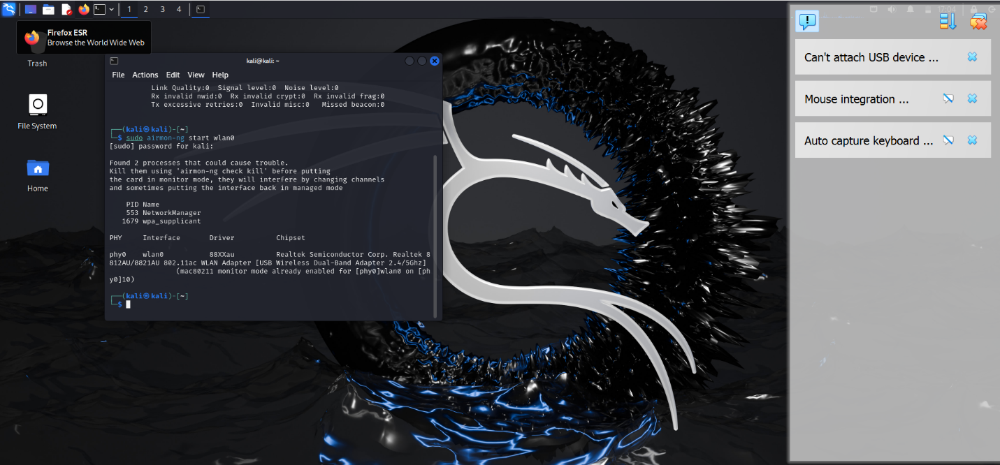 1 2 3 4
17:04
Firefox ESR
Browse the World Wide Web
Trash
File System
Home
kali@kali: ~
File Actions Edit View Help
Link Quality:0 Signal level:0 Noise level:0
Rx invalid nwid:0 Rx invalid crypt:0 Rx invalid frag:0
Tx excessive retries:0 Invalid misc:0 Missed beacon:0
┌──(kali㉿kali)-[~]
└─$ sudo airmon-ng start wlan0
[sudo] password for kali:
Found 2 processes that could cause trouble.
Kill them using 'airmon-ng check kill' before putting
the card in monitor mode, they will interfere by changing channels
and sometimes putting the interface back in managed mode
PID Name
553 NetworkManager
1679 wpa_supplicant
PHY Interface Driver Chipset
phy0 wlan0 88XXau Realtek Semiconductor Corp. Realtek 8
812AU/8821AU 802.11ac WLAN Adapter [USB Wireless Dual-Band Adapter 2.4/5Ghz]
(mac80211 monitor mode already enabled for [phy0]wlan0 on [ph
y0]10)
┌──(kali㉿kali)-[~]
└─$
Can't attach USB device ...
Mouse integration ...
Auto capture keyboard ...